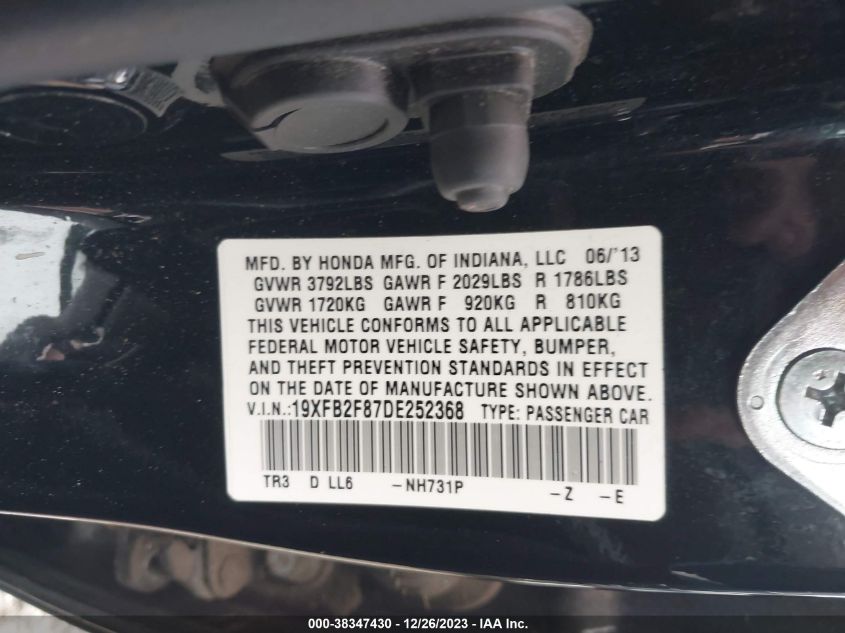 MFD. BY HONDA MFG. OF INDIANA, LLC 06/'13
GVWR 3792LBS GAWR F 2029LBS R 1786LBS
GVWR 1720KG GAWR F 920KG R 810KG
THIS VEHICLE CONFORMS TO ALL APPLICABLE
FEDERAL MOTOR VEHICLE SAFETY, BUMPER,
AND THEFT PREVENTION STANDARDS IN EFFECT
ON THE DATE OF MANUFACTURE SHOWN ABOVE.
V.I.N.:19XFB2F87DE252368 TYPE: PASSENGER CAR
TR3 D LL6 -NH731P -Z -E
000-38347430 - 12/26/2023 - IAA Inc.